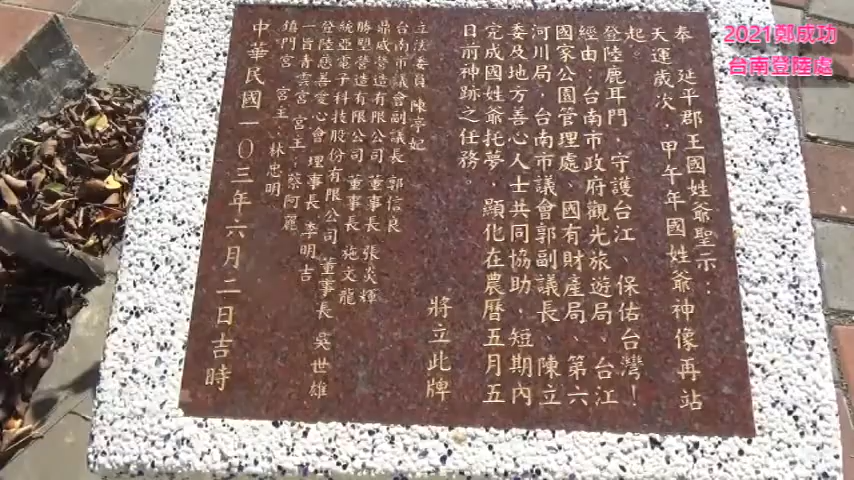 2021鄭成功
台南登陸處
奉　延平郡王國姓爺聖示：
天運歲次，甲午年國姓爺神像再站
起。
登陸鹿耳門，守護台江、保佑台灣！
經由：台南市政府觀光旅遊局、台江
國家公園管理處、國有財產局、第六
河川局，台南市議會郭副議長、陳立
委及地方善心人士共同協助，短期內
完成國姓爺托夢，顯化在農曆五月五
日前神跡之任務。
將立此牌
立法委員 陳亭妃
台南市議會副議長 郭信良
鼎威營造有限公司 董事長 張炎輝
勝塑營造有限公司 董事長 施文龍
統亞電子科技股份有限公司 董事長 吳世雄
登陸慈善愛心會 理事長 李明吉
一旨青雲宮 宮主：蔡阿
鎮門宮 宮主：林忠明
中華民國一0三年六月二日吉時